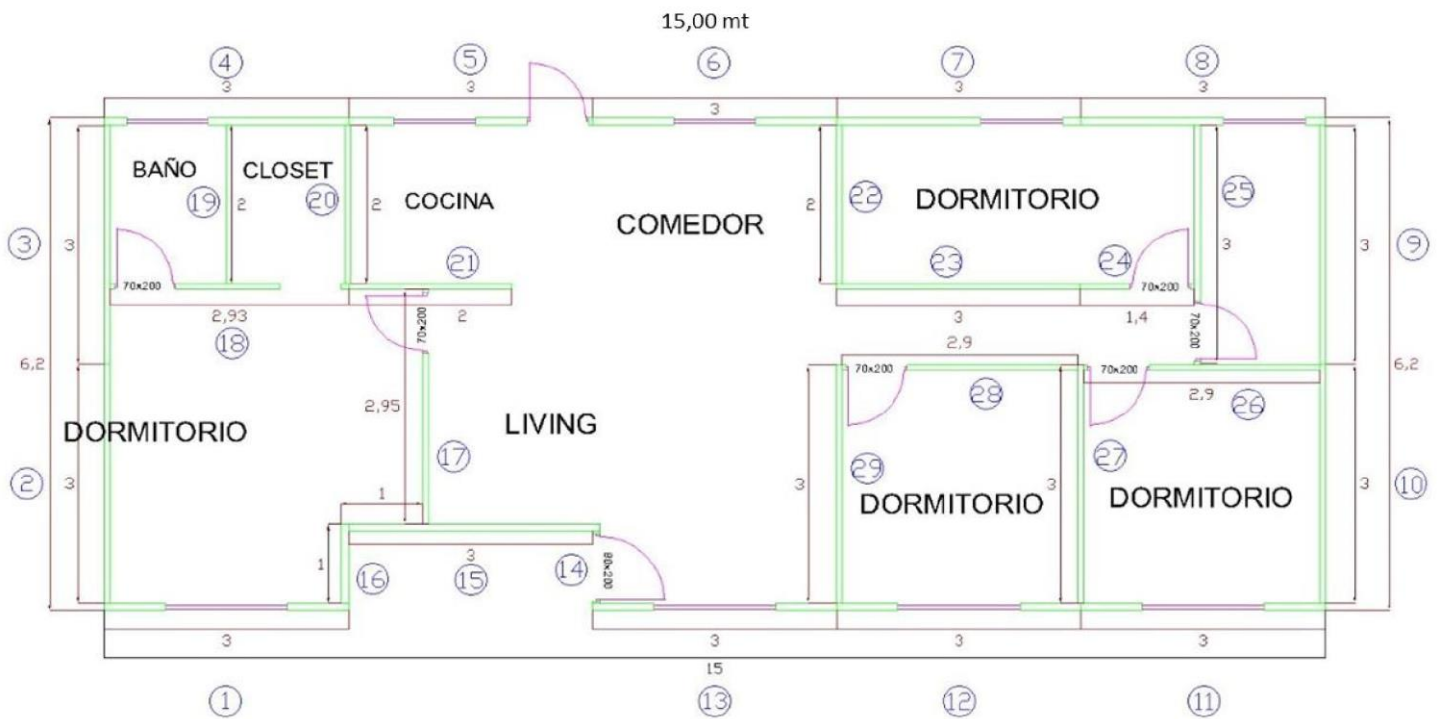 15,00 mt
4 5 6 7 8
3 3 3 3 3
BAÑO 19 CLOSET 20 COCINA COMEDOR 22 DORMITORIO 25
2 2 2
3 3 21 23 24 3 3 9
70x200 70x200
2,93 2 3 1,4
18 70x200 70x200
6,2 2,9 6,2
70x200 70x200
2,95 28 2,9 26
DORMITORIO LIVING
17 29 27
2 3 3 3 3 10
1 DORMITORIO DORMITORIO
3
1 16 15 14 80x200
3 3 3 3
15
1 13 12 11